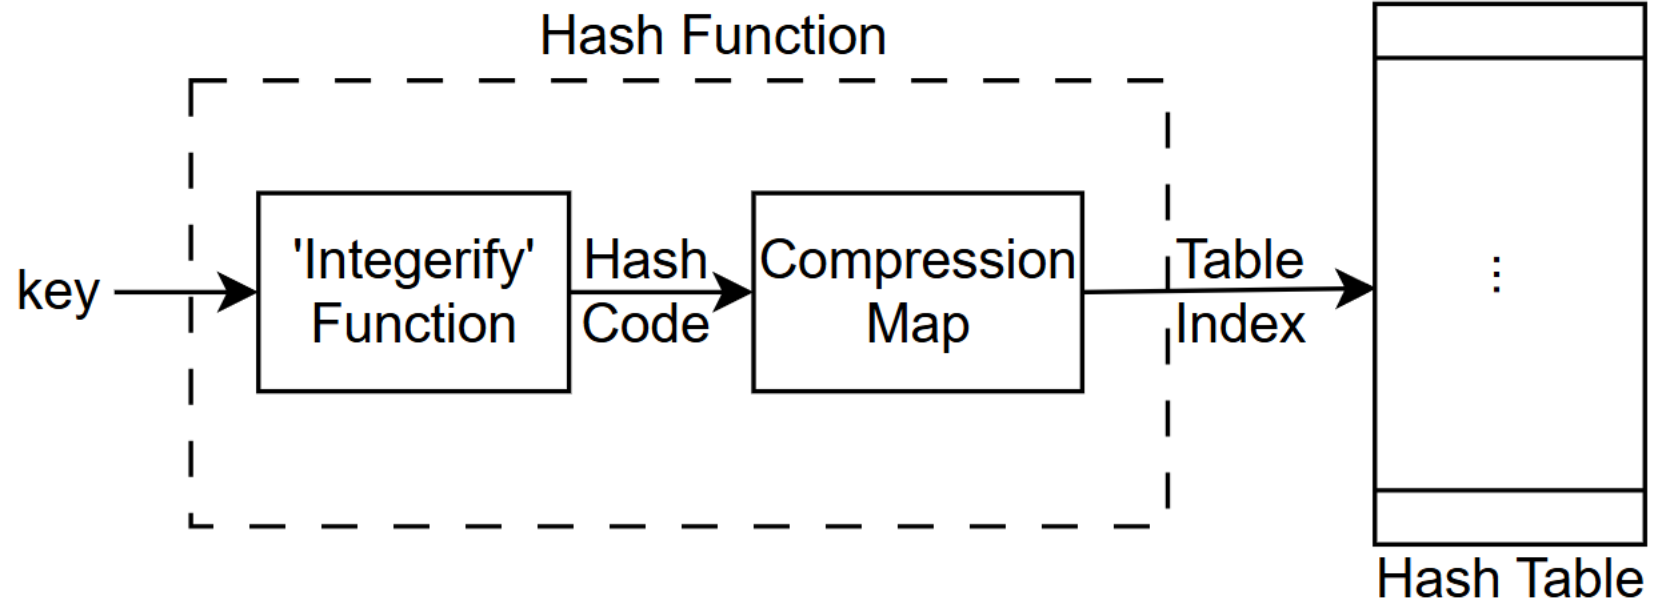 Hash Function
key
'Integerify'
Function
Hash
Code
Compression
Map
Table
Index
⋮
Hash Table